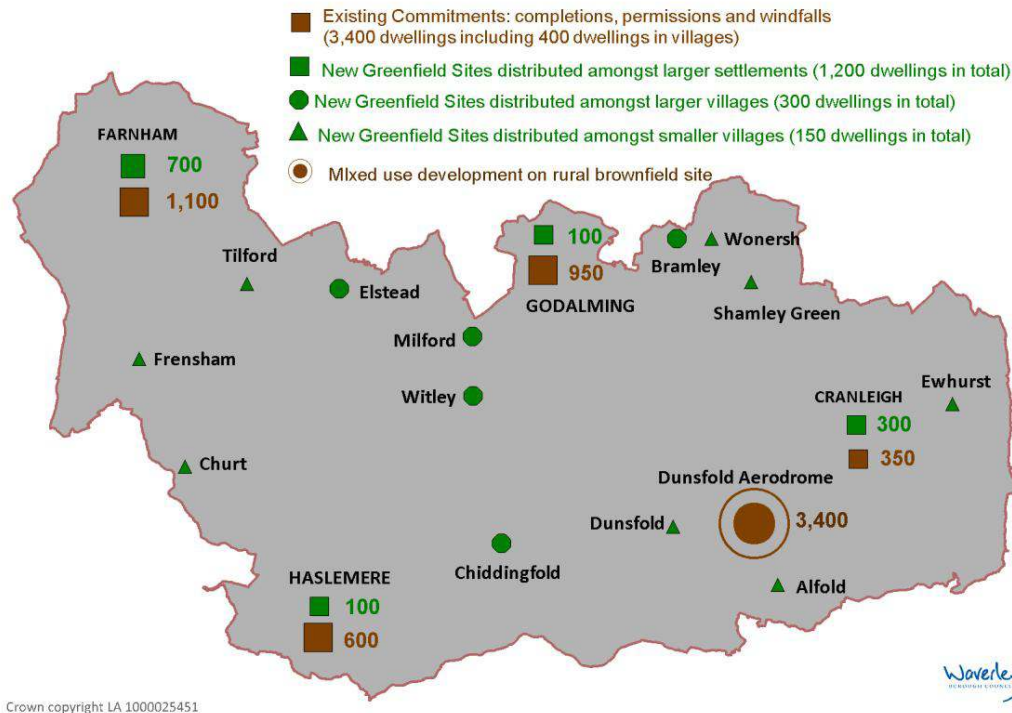 Existing Commitments: completions, permissions and windfalls
(3,400 dwellings including 400 dwellings in villages)
New Greenfield Sites distributed amongst larger settlements (1,200 dwellings in total)
New Greenfield Sites distributed amongst larger villages (300 dwellings in total)
New Greenfield Sites distributed amongst smaller villages (150 dwellings in total)
MIxed use development on rural brownfield site
FARNHAM
700
1,100
Tilford
Elstead
Frensham
Milford
Witley
Churt
100
950
GODALMING
Bramley
Wonersh
Shamley Green
Ewhurst
CRANLEIGH
300
350
Dunsfold Aerodrome
3,400
Dunsfold
Alfold
Chiddingfold
HASLEMERE
100
600
Waverle
BOROUGH COUNC
Crown copyright LA 1000025451